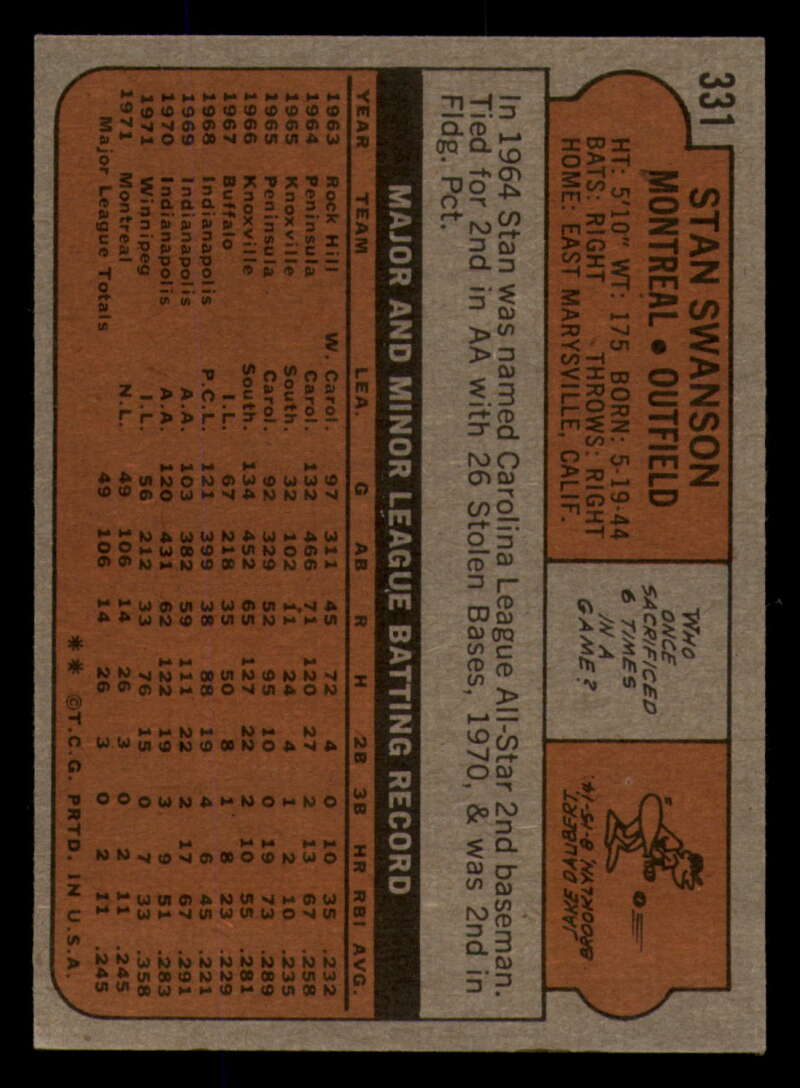 331
STAN SWANSON
MONTREAL • OUTFIELD
HT: 5'10" WT: 175 BORN: 5-19-44
BATS: RIGHT THROWS: RIGHT
HOME: EAST MARYSVILLE, CALIF.
WHO
ONCE
SACRIFICED
6 TIMES
IN A
GAME?
JAKE DAUBERT,
BROOKLYN, 8-15-14.
In 1964 Stan was named Carolina League All-Star 2nd baseman.
Tied for 2nd in AA with 26 Stolen Bases, 1970, & was 2nd in
Fldg. Pct.
MAJOR AND MINOR LEAGUE BATTING RECORD
YEAR TEAM LEA. G AB R H 2B 3B HR RBI AVG.
1963 Rock Hill W. Carol. 97 311 45 72 4 0 10 35 .232
1964 Peninsula Carol. 132 466 71 120 27 2 13 67 .258
1965 Knoxville South. 32 102 11 24 4 1 2 10 .235
1965 Peninsula Carol. 92 329 52 95 10 0 19 73 .289
1966 Knoxville South. 134 452 65 127 22 2 10 55 .281
1967 Buffalo I.L. 67 218 35 50 8 1 8 23 .229
1968 Indianapolis P.C.L. 121 399 38 88 19 4 6 45 .221
1969 Indianapolis A.A. 103 382 59 111 22 2 17 67 .291
1970 Indianapolis A.A. 120 431 62 122 19 3 9 51 .283
1971 Winnipeg I.L. 56 212 33 76 15 0 7 33 .358
1971 Montreal N.L. 49 106 14 26 3 0 2 11 .245
Major League Totals 49 106 14 26 3 0 2 11 .245
** ©T.C.G. PRTD. IN U.S.A.